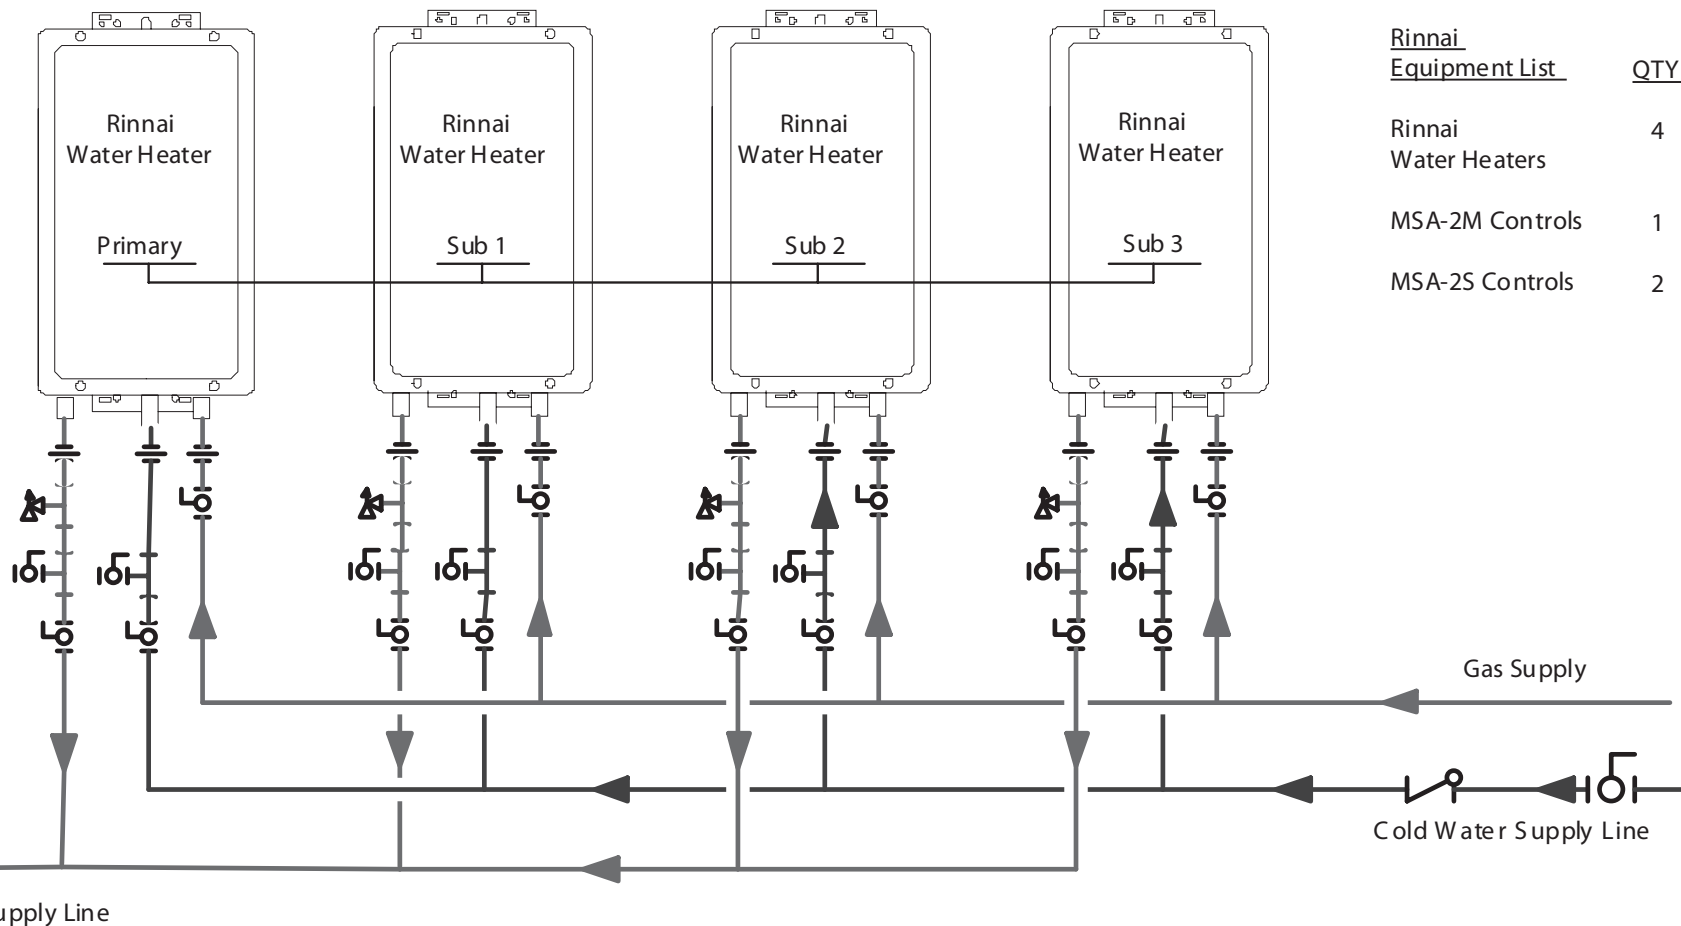 Rinnai
Water Heater
Primary
Rinnai
Water Heater
Sub 1
Rinnai
Water Heater
Sub 2
Rinnai
Water Heater
Sub 3
Rinnai
Equipment List QTY
Rinnai 4
Water Heaters
MSA-2M Controls 1
MSA-2S Controls 2
Gas Supply
Cold Water Supply Line
Line